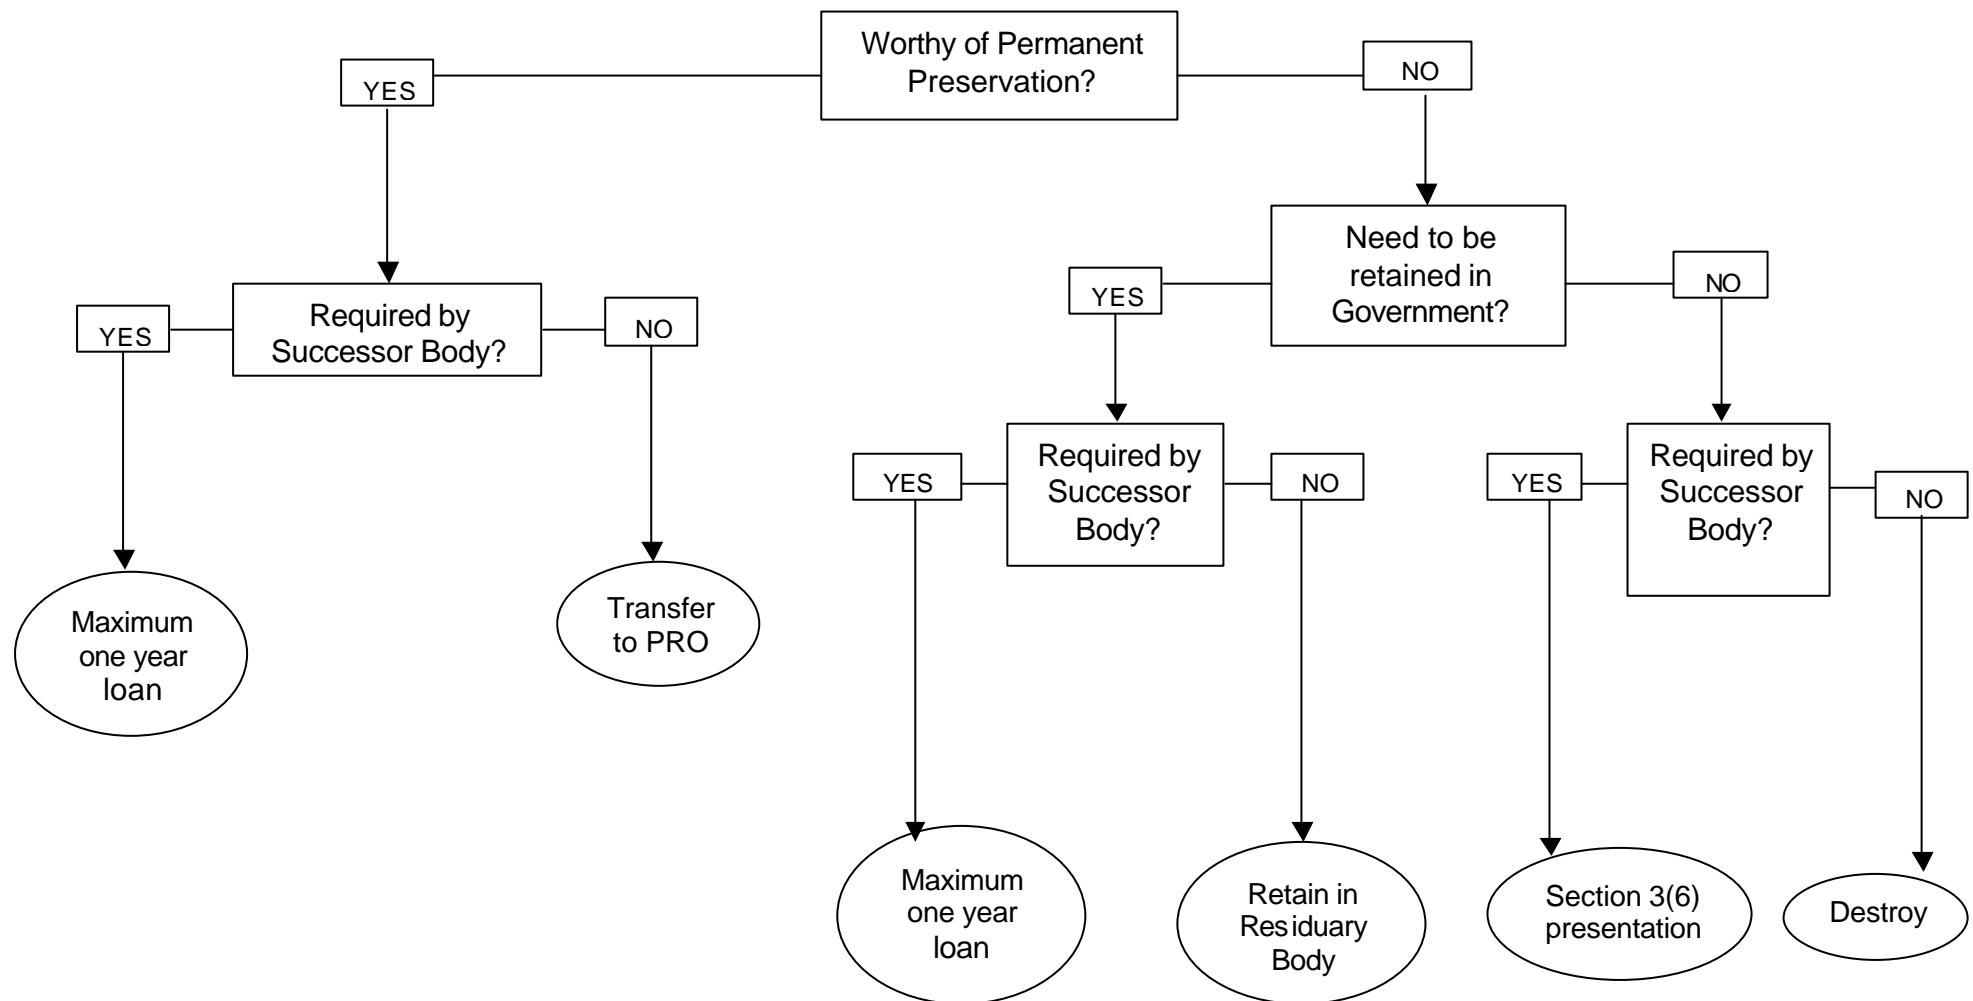 Worthy of Permanent
Preservation?
YES
NO
Need to be
retained in
Government?
YES
NO
Required by
Successor Body?
YES
NO
Required by
Successor
Body?
YES
NO
Required by
Successor
Body?
YES
NO
Maximum
one year
loan
Transfer
to PRO
Maximum
one year
loan
Retain in
Residuary
Body
Section 3(6)
presentation
Destroy